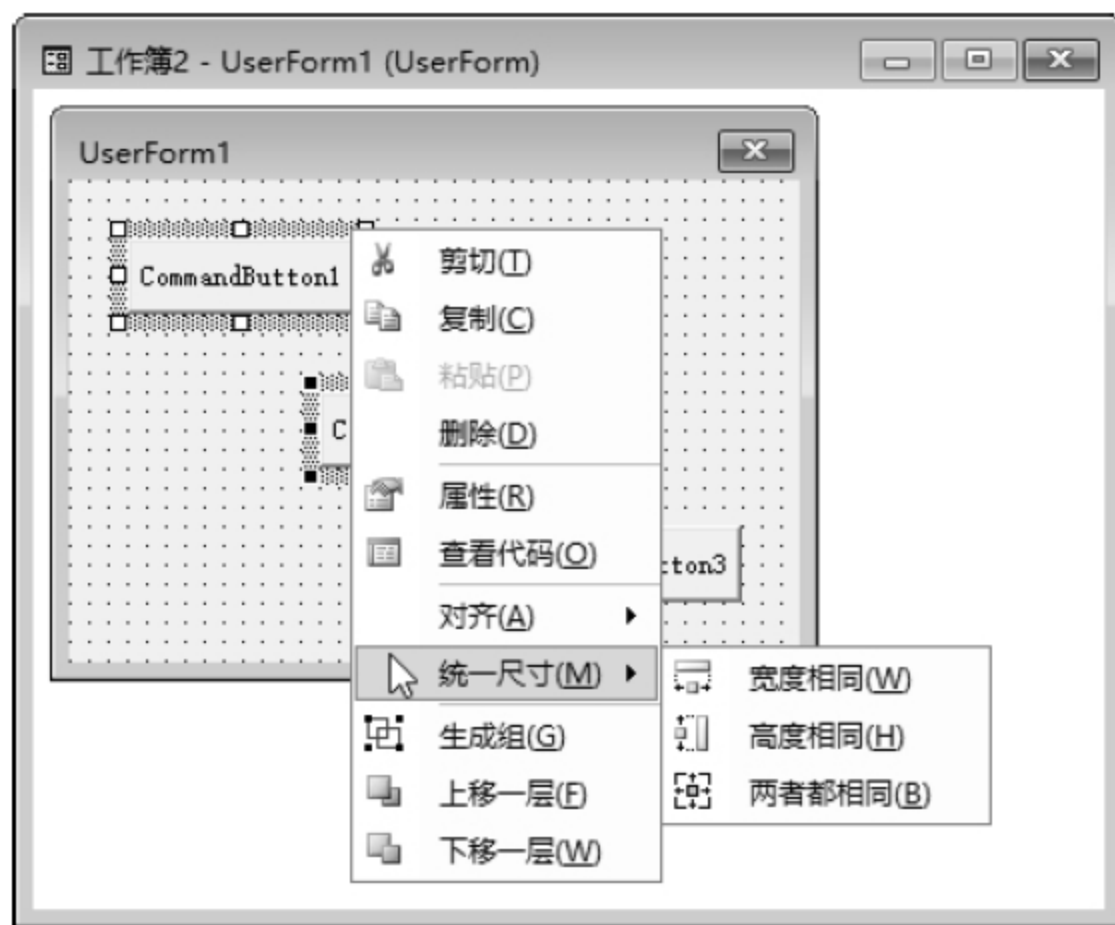 工作簿2 - UserForm1 (UserForm)
UserForm1
CommandButton1
C
tton3
剪切(T)
复制(C)
粘贴(P)
删除(D)
属性(R)
查看代码(O)
对齐(A)
统一尺寸(M)
生成组(G)
上移一层(F)
下移一层(W)
宽度相同(W)
高度相同(H)
两者都相同(B)